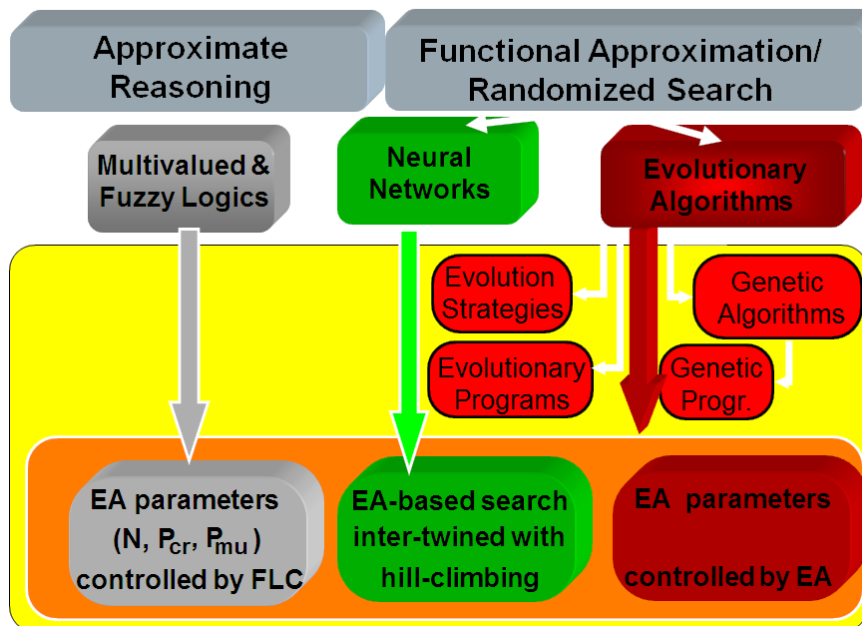 Approximate
Reasoning
Functional Approximation/
Randomized Search
Multivalued &
Fuzzy Logics
Neural
Networks
Evolutionary
Algorithms
Evolution
Strategies
Genetic
Algorithms
Evolutionary
Programs
Genetic
Progr.
EA parameters
(N, Pcr, Pmu )
controlled by FLC
EA-based search
inter-twined with
hill-climbing
EA parameters
controlled by EA